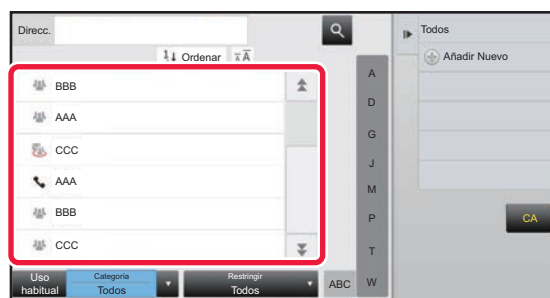 Direcc.
Ordenar
BBB
AAA
CCC
AAA
BBB
CCC
A
D
G
J
M
P
T
W
Uso habitual
Categoría
Todos
Restringir
Todos
ABC
Todos
Añadir Nuevo
CA